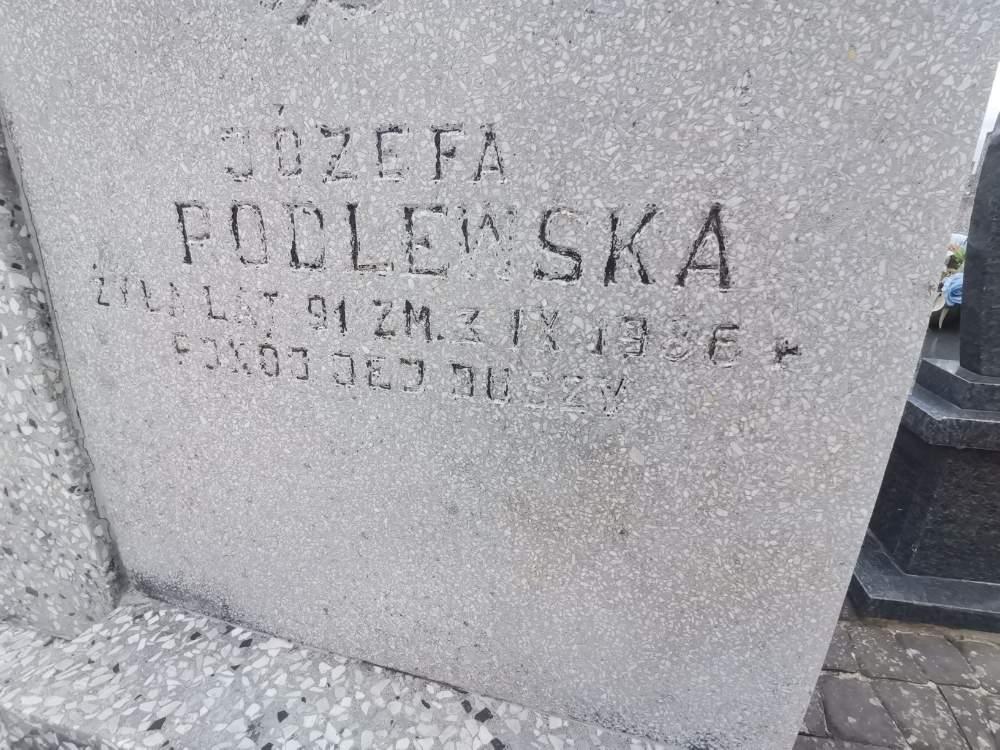 JÓZEFA
PODLEWSKA
ŻYŁA LAT 91 ZM. 3 IX 1986 R
POKÓJ JEJ DUSZY